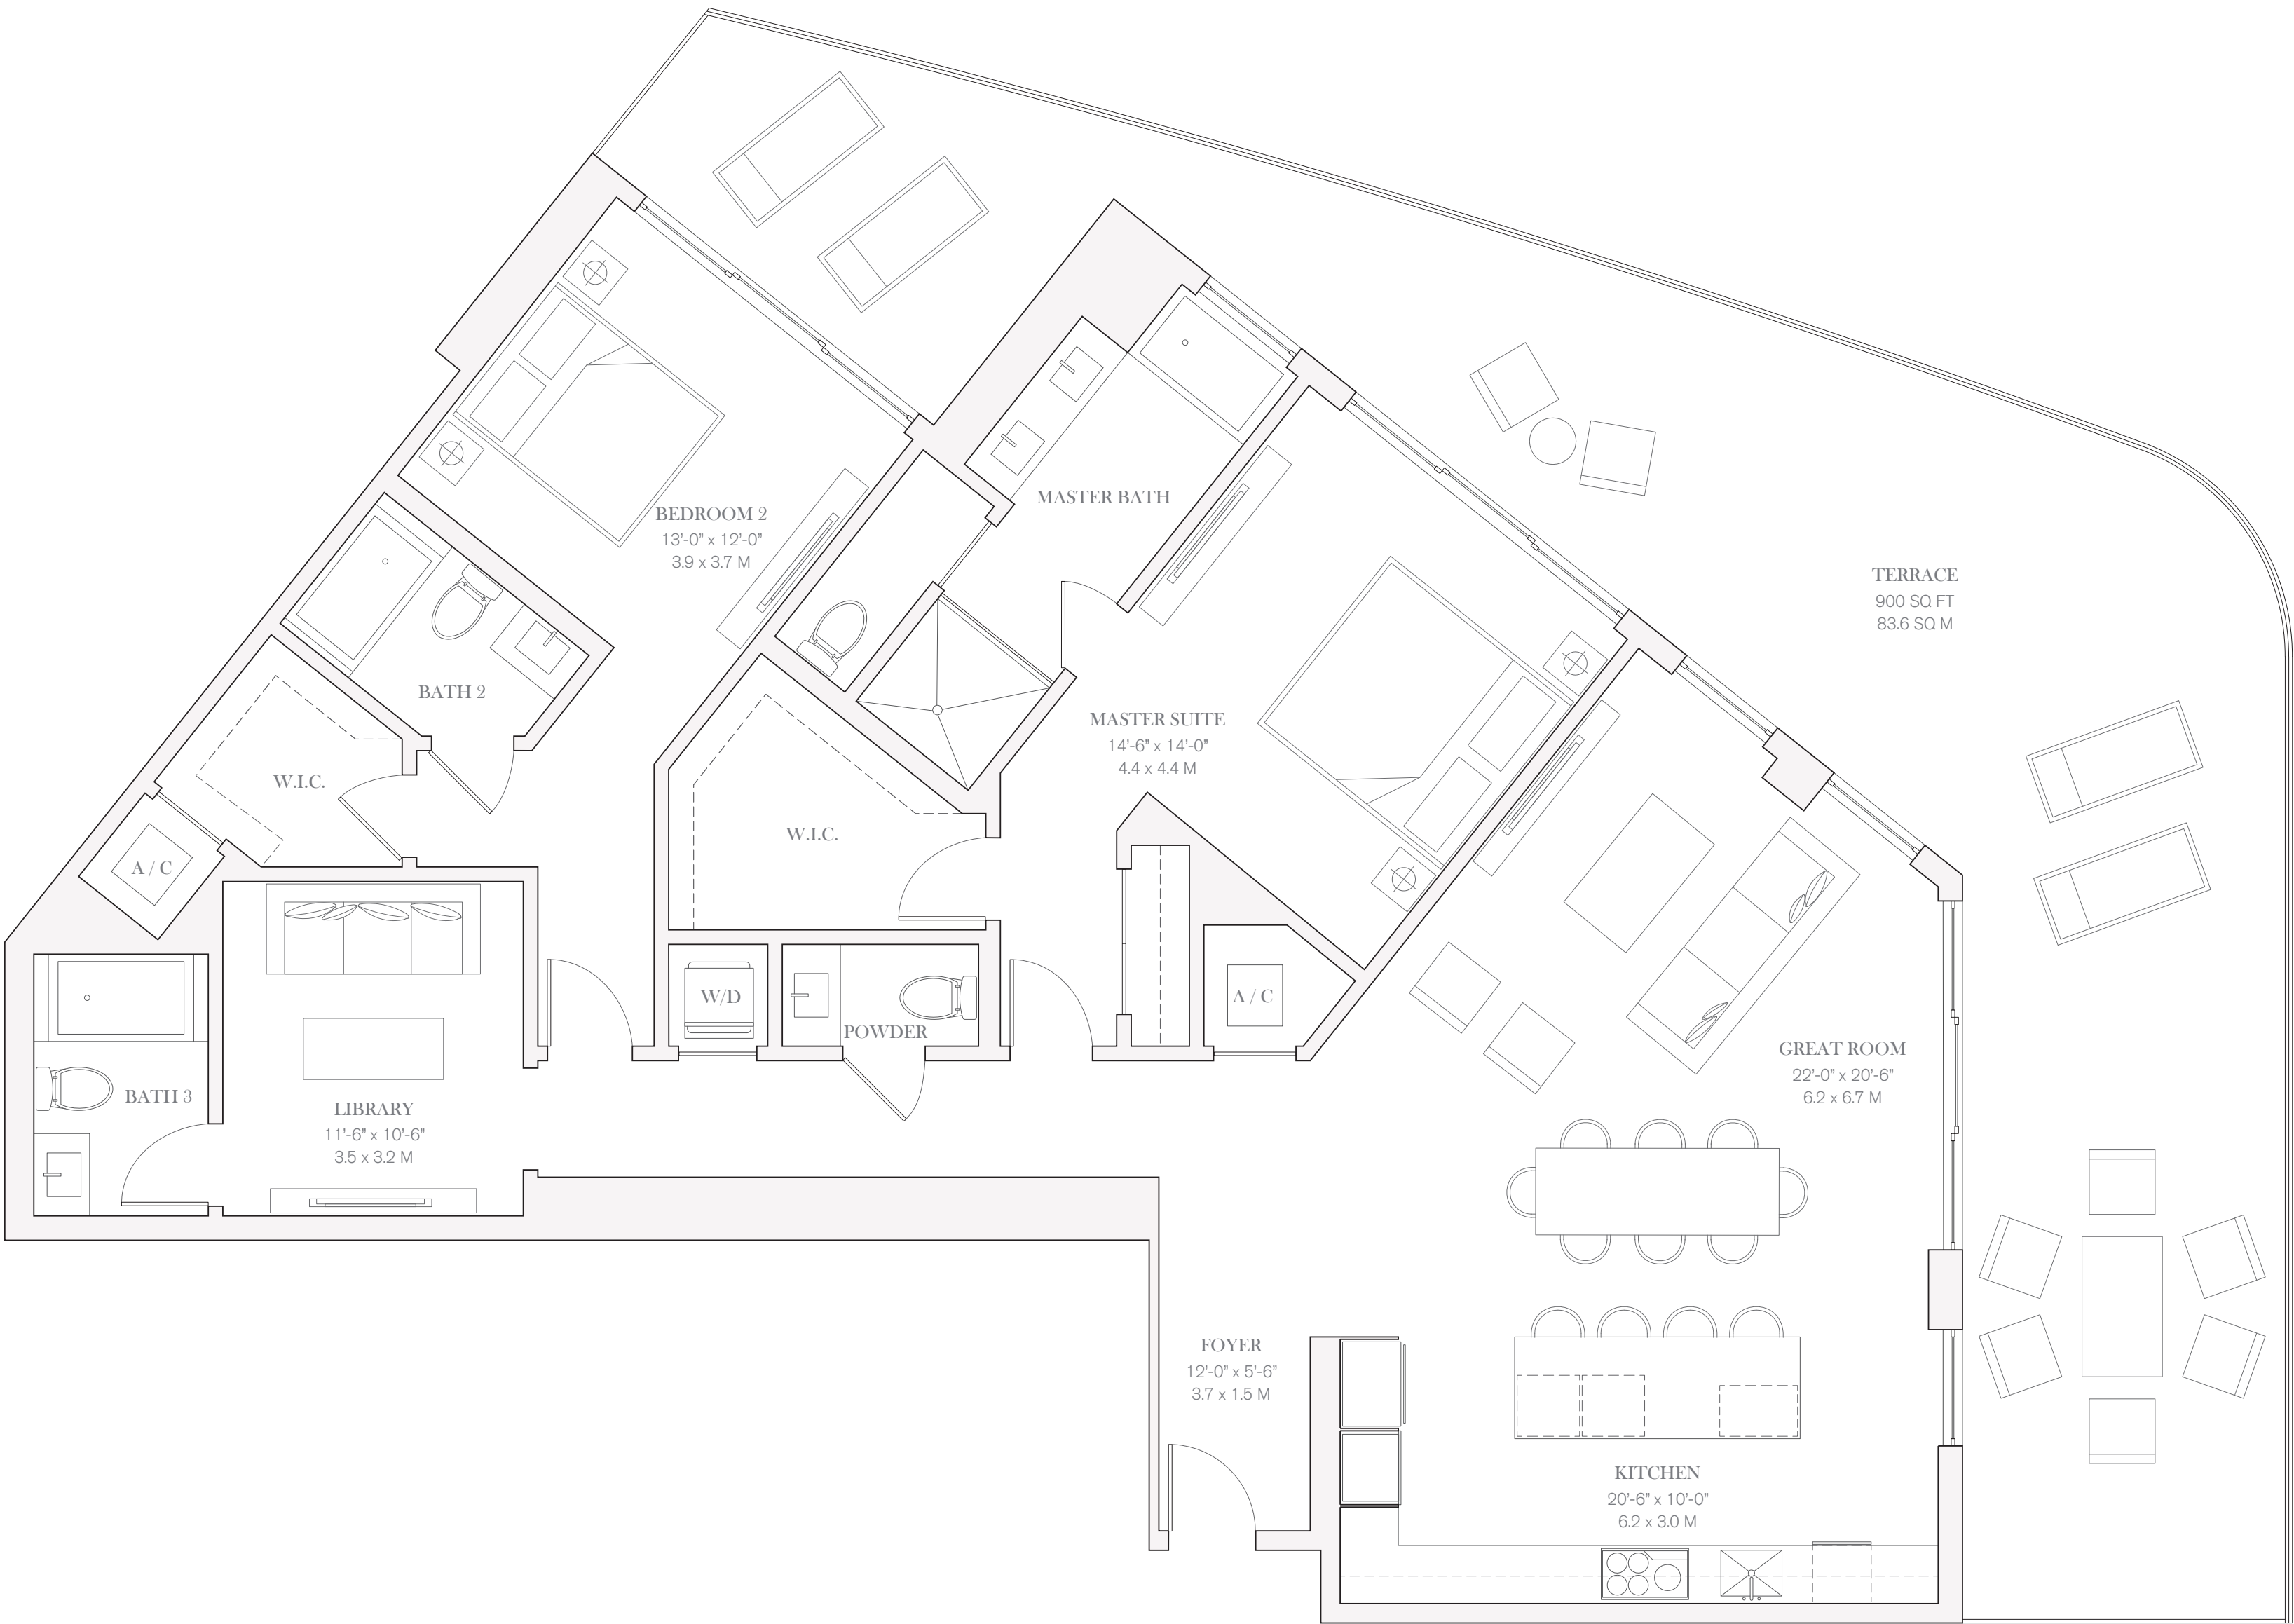 BEDROOM 2
13'-0" x 12'-0"
3.9 x 3.7 M
MASTER BATH
TERRACE
900 SQ FT
83.6 SQ M
BATH 2
MASTER SUITE
14'-6" x 14'-0"
4.4 x 4.4 M
W.I.C.
W.I.C.
A / C
W/D
POWDER
A / C
GREAT ROOM
22'-0" x 20'-6"
6.2 x 6.7 M
BATH 3
LIBRARY
11'-6" x 10'-6"
3.5 x 3.2 M
FOYER
12'-0" x 5'-6"
3.7 x 1.5 M
KITCHEN
20'-6" x 10'-0"
6.2 x 3.0 M